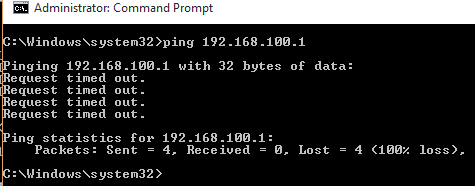 Administrator: Command Prompt
C:\Windows\system32>ping 192.168.100.1
Pinging 192.168.100.1 with 32 bytes of data:
Request timed out.
Request timed out.
Request timed out.
Request timed out.
Ping statistics for 192.168.100.1:
    Packets: Sent = 4, Received = 0, Lost = 4 (100% loss),
C:\Windows\system32>